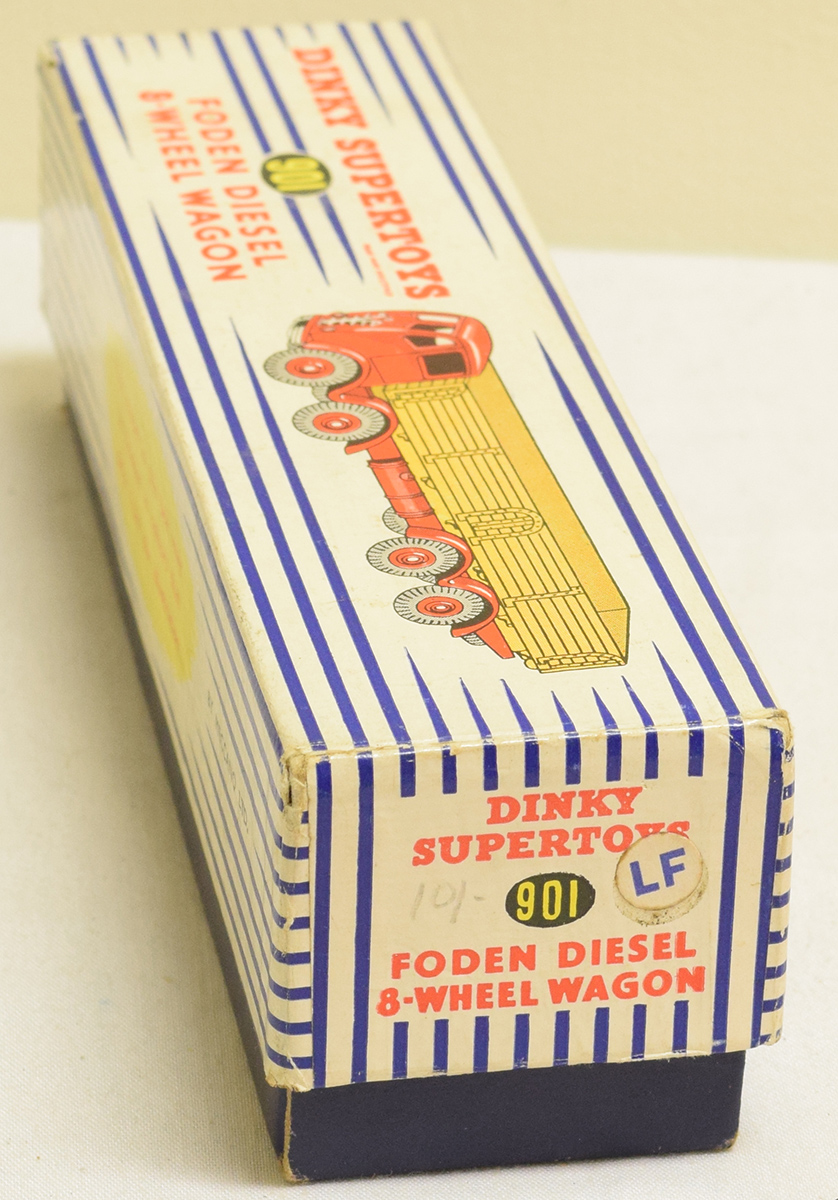 DINKY SUPERTOYS
901
FODEN DIESEL
8-WHEEL WAGON
DINKY
SUPERTOYS
LF
10/-
901
FODEN DIESEL
8-WHEEL WAGON